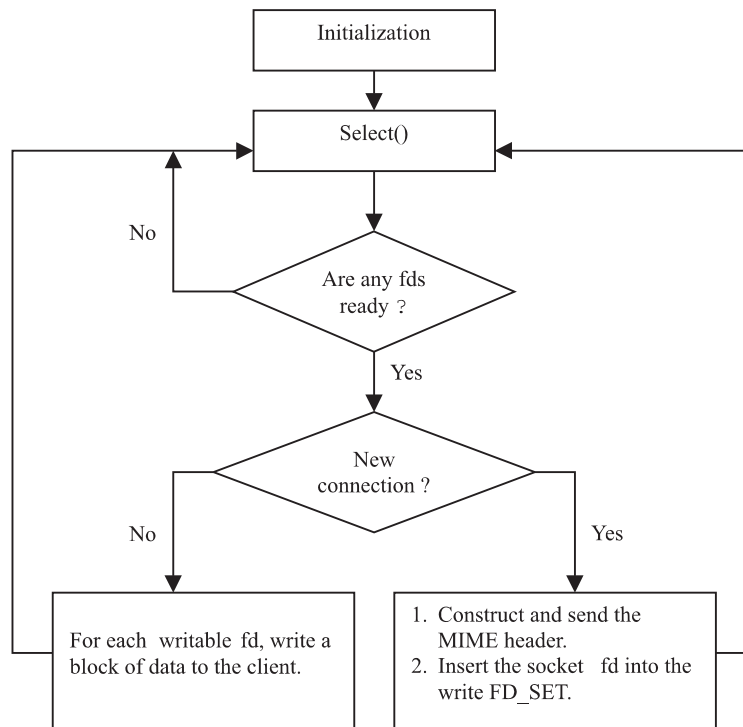 Initialization
Select()
No
Are any fds
ready ?
Yes
New
connection ?
No
Yes
For each writable fd, write a
block of data to the client.
1. Construct and send the
MIME header.
2. Insert the socket fd into the
write FD_SET.